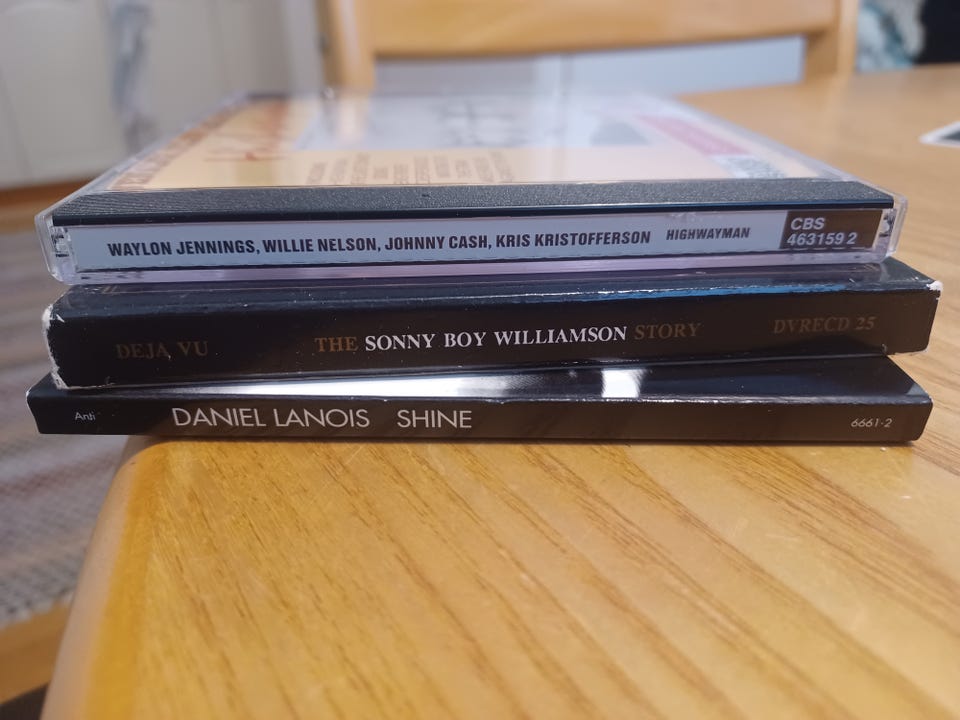 WAYLON JENNINGS, WILLIE NELSON, JOHNNY CASH, KRIS KRISTOFFERSON HIGHWAYMAN CBS
463159 2
DEJA VU THE SONNY BOY WILLIAMSON STORY DVRECD 25
Anti DANIEL LANOIS SHINE 6661-2